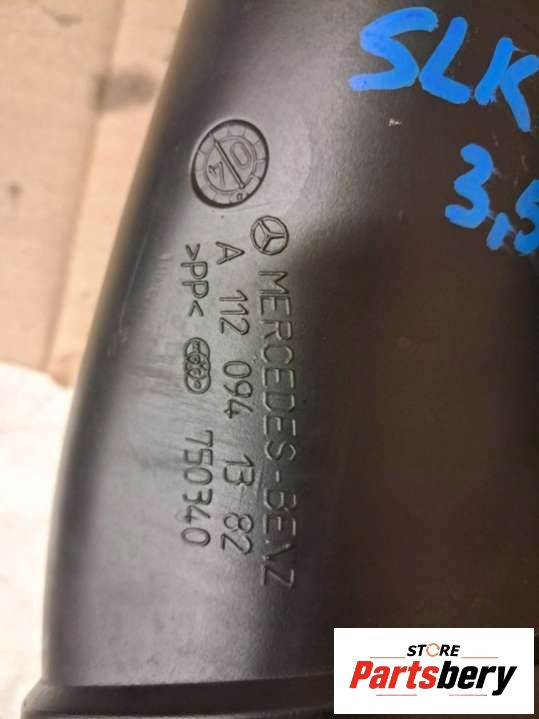 SLK
3,5
MERCEDES-BENZ
A 112 094 13 82
>PP< 750340
STORE
Partsbery